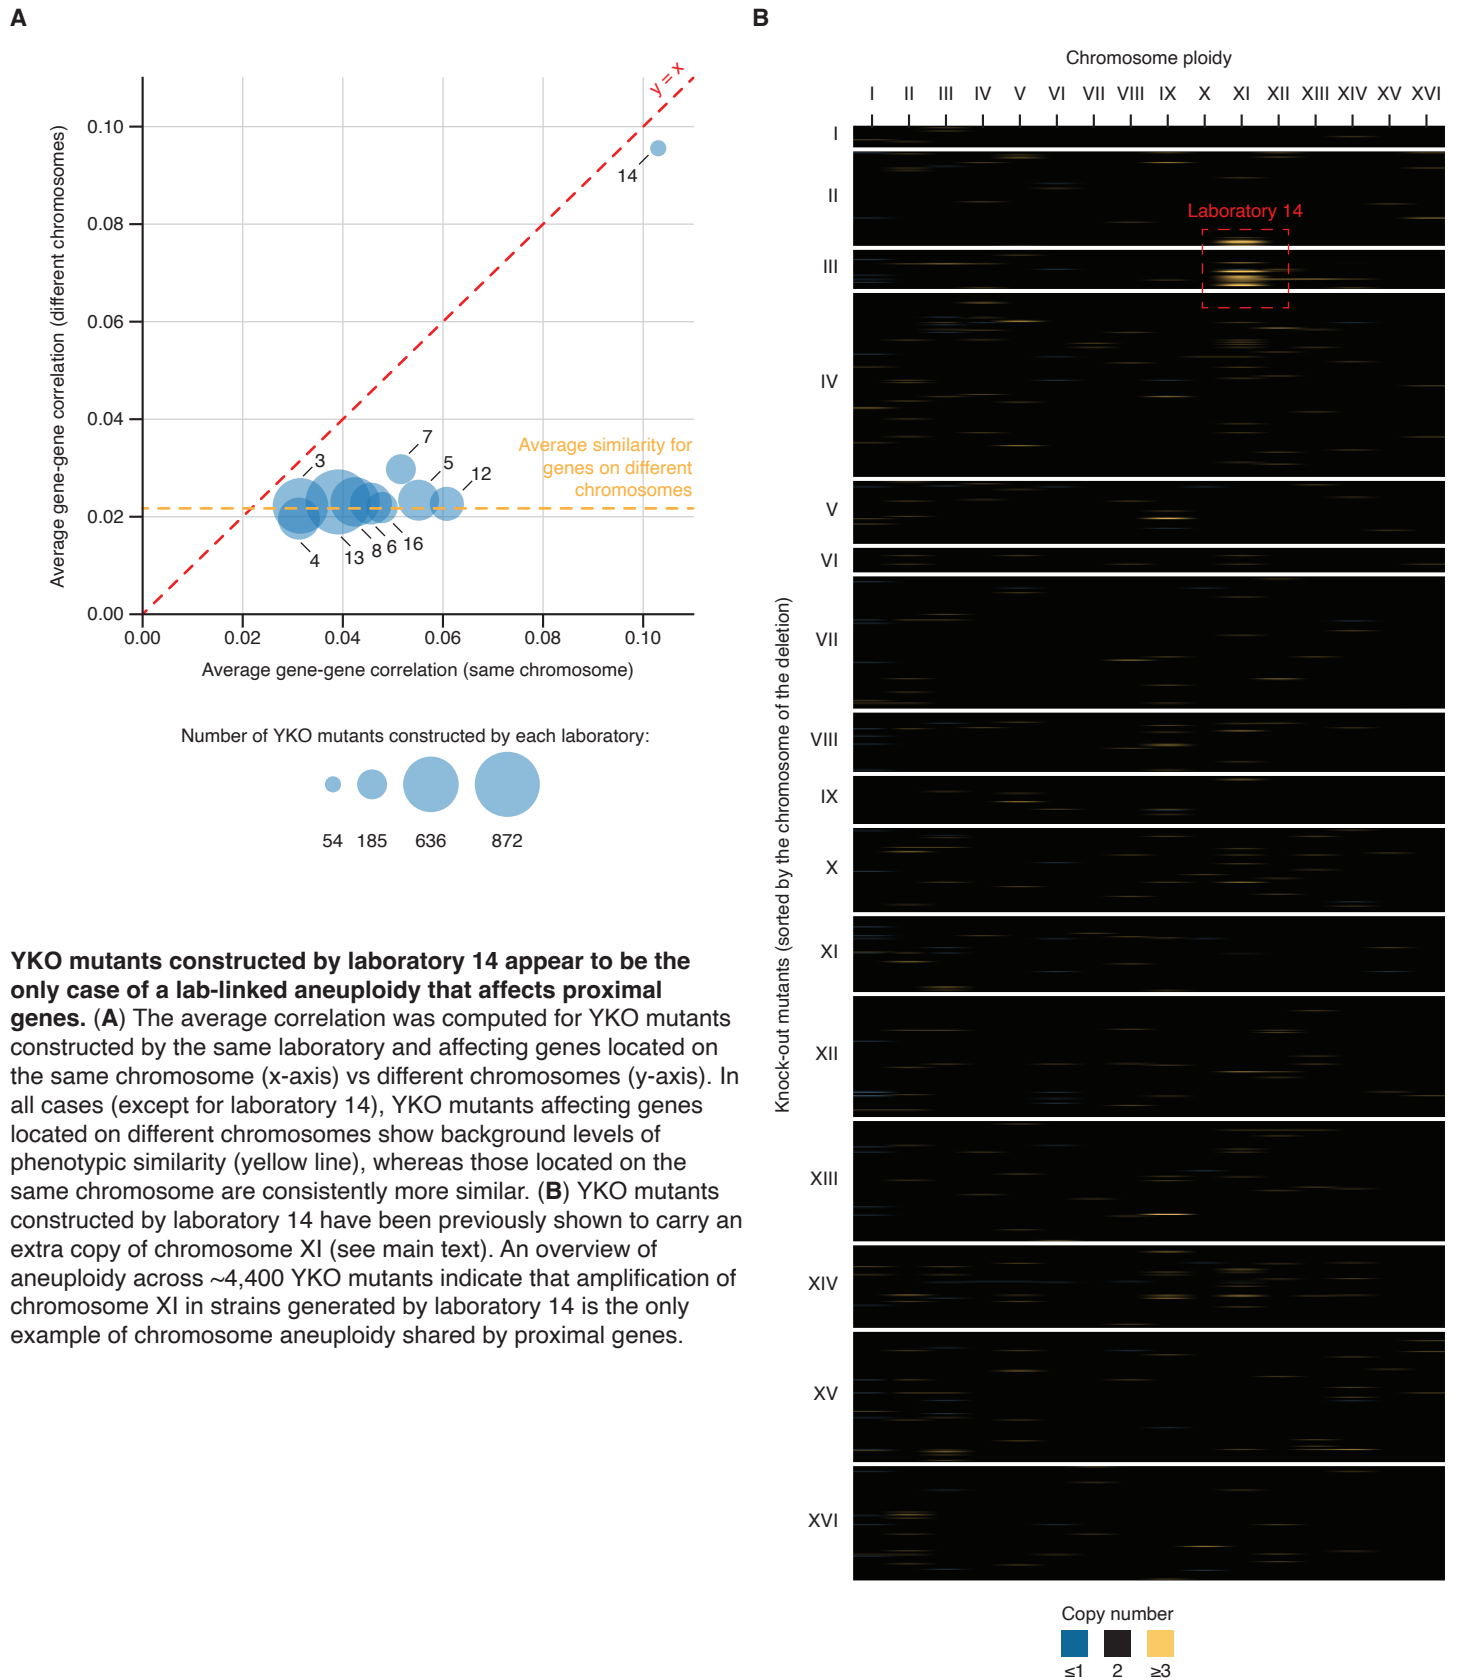 A
Average gene-gene correlation (different chromosomes)
0.10
0.08
0.06
0.04
0.02
0.00
0.00 0.02 0.04 0.06 0.08 0.10
Average gene-gene correlation (same chromosome)
y = x
14
7
3
5
12
4
13
8
6
16
Average similarity for
genes on different
chromosomes
Number of YKO mutants constructed by each laboratory:
54 185 636 872
YKO mutants constructed by laboratory 14 appear to be the
only case of a lab-linked aneuploidy that affects proximal
genes. (A) The average correlation was computed for YKO mutants
constructed by the same laboratory and affecting genes located on
the same chromosome (x-axis) vs different chromosomes (y-axis). In
all cases (except for laboratory 14), YKO mutants affecting genes
located on different chromosomes show background levels of
phenotypic similarity (yellow line), whereas those located on the
same chromosome are consistently more similar. (B) YKO mutants
constructed by laboratory 14 have been previously shown to carry an
extra copy of chromosome XI (see main text). An overview of
aneuploidy across ~4,400 YKO mutants indicate that amplification of
chromosome XI in strains generated by laboratory 14 is the only
example of chromosome aneuploidy shared by proximal genes.
B
Chromosome ploidy
I II III IV V VI VII VIII IX X XI XII XIII XIV XV XVI
Knock-out mutants (sorted by the chromosome of the deletion)
I
II
Laboratory 14
III
IV
V
VI
VII
VIII
IX
X
XI
XII
XIII
XIV
XV
XVI
Copy number
≤1 2 ≥3